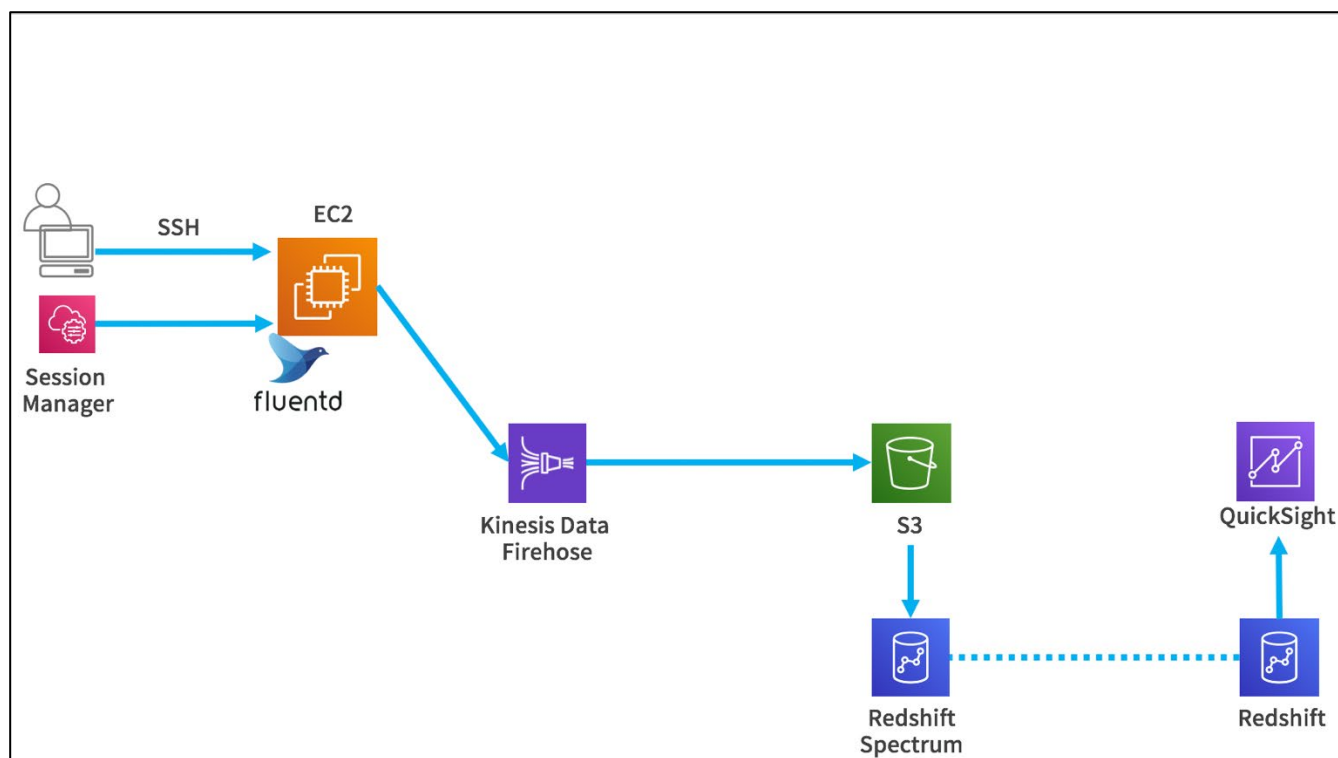 SSH
EC2
Session
Manager
fluentd
Kinesis Data
Firehose
S3
QuickSight
Redshift
Spectrum
Redshift